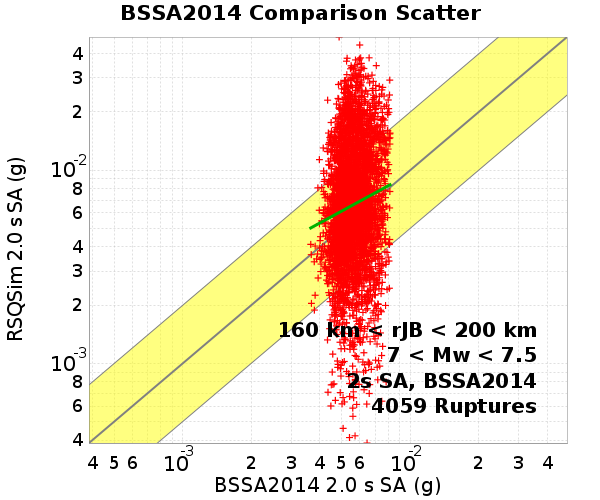 BSSA2014 Comparison Scatter
4
3
2
10-2
8
6
4
3
2
10-3
8
6
4
RSQSim 2.0 s SA (g)
160 km < rJB < 200 km
7 < Mw < 7.5
2s SA, BSSA2014
4059 Ruptures
4 5 6 10-3 2 3 4 5 6 10-2 2 3 4
BSSA2014 2.0 s SA (g)